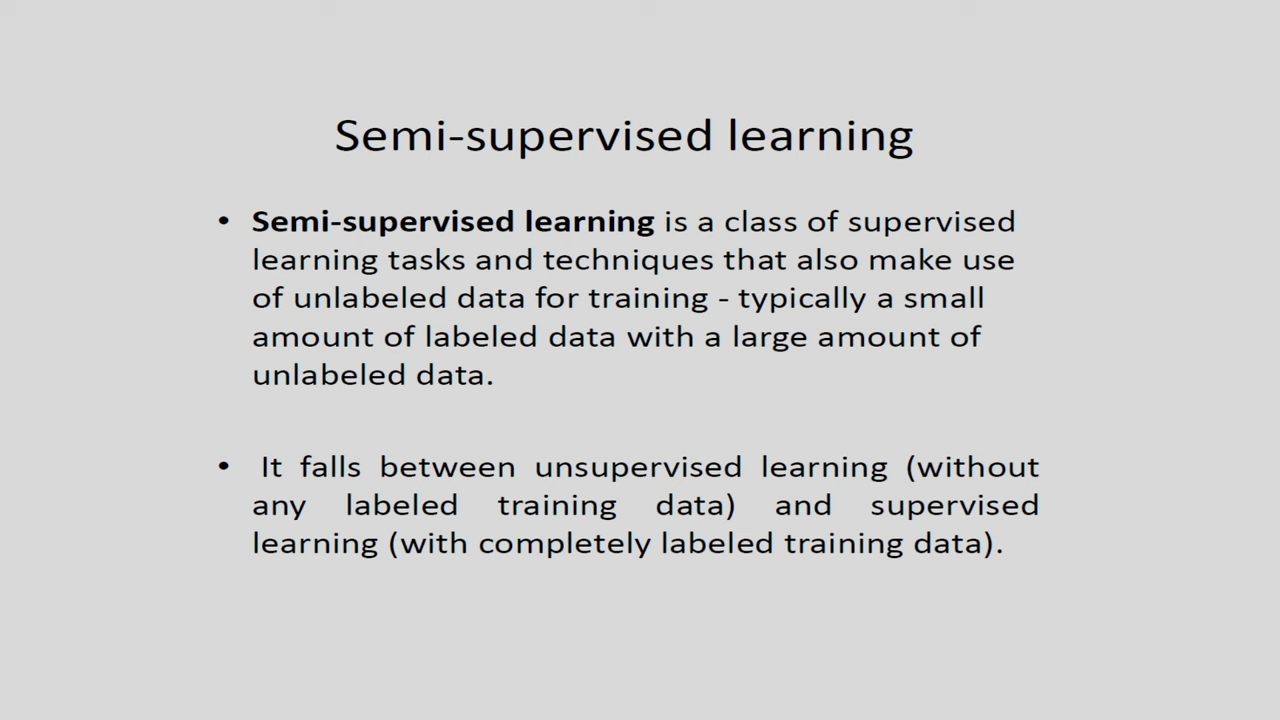 Semi-supervised learning
• Semi-supervised learning is a class of supervised
learning tasks and techniques that also make use
of unlabeled data for training - typically a small
amount of labeled data with a large amount of
unlabeled data.
• It falls between unsupervised learning (without
any labeled training data) and supervised
learning (with completely labeled training data).